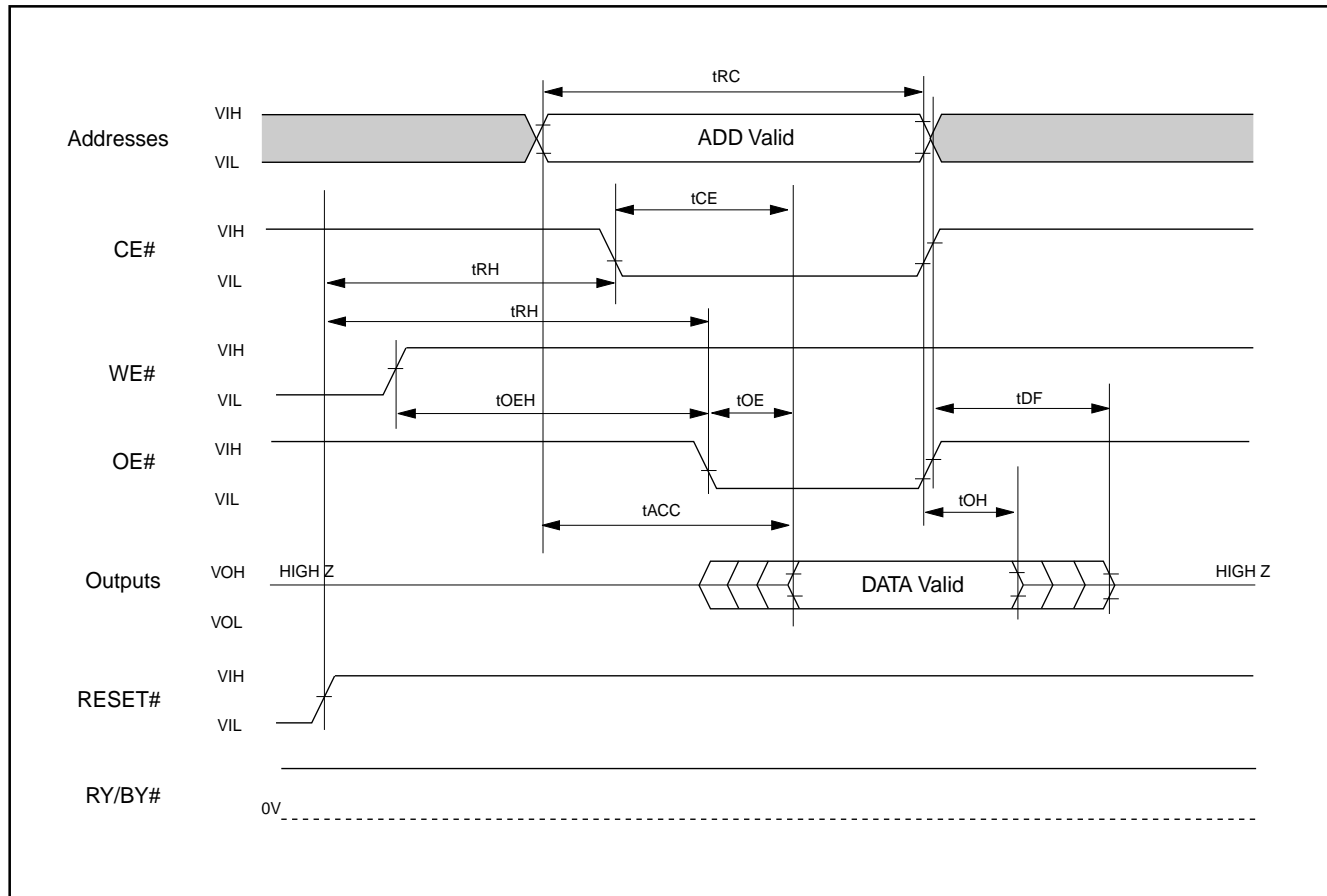 tRC
VIH
Addresses
ADD Valid
VIL
tCE
VIH
CE#
VIL
tRH
tRH
VIH
WE#
VIL
tOEH
tOE
tDF
VIH
OE#
VIL
tOH
tACC
VOH
HIGH Z
Outputs
DATA Valid
HIGH Z
VOL
VIH
RESET#
VIL
RY/BY#
0V